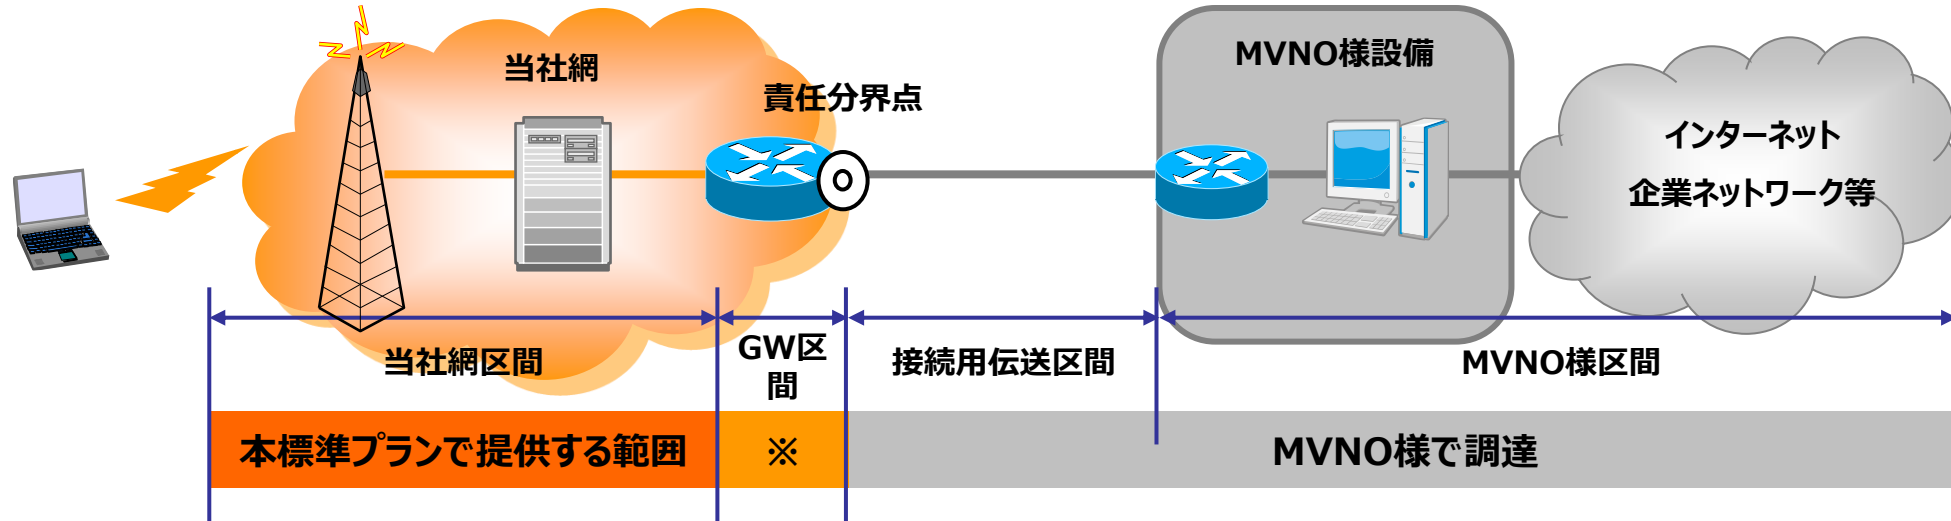 当社網
責任分界点
MVNO様設備
インターネット
企業ネットワーク等
当社網区間
GW区
間
接続用伝送区間
MVNO様区間
本標準プランで提供する範囲
※
MVNO様で調達